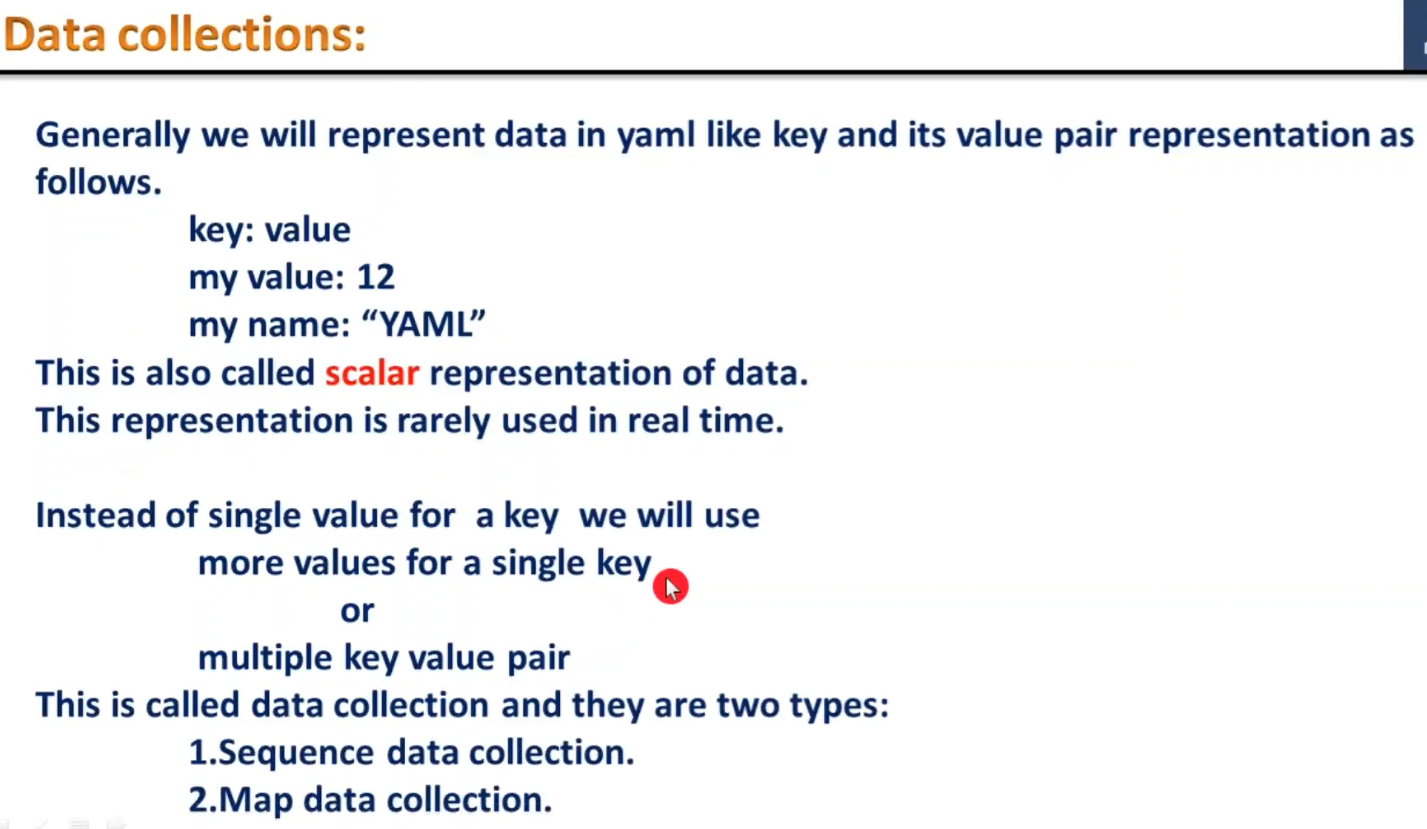 Data collections:
Generally we will represent data in yaml like key and its value pair representation as
follows.
key: value
my value: 12
my name: “YAML”
This is also called scalar representation of data.
This representation is rarely used in real time.
Instead of single value for a key we will use
more values for a single key
or
multiple key value pair
This is called data collection and they are two types:
1.Sequence data collection.
2.Map data collection.